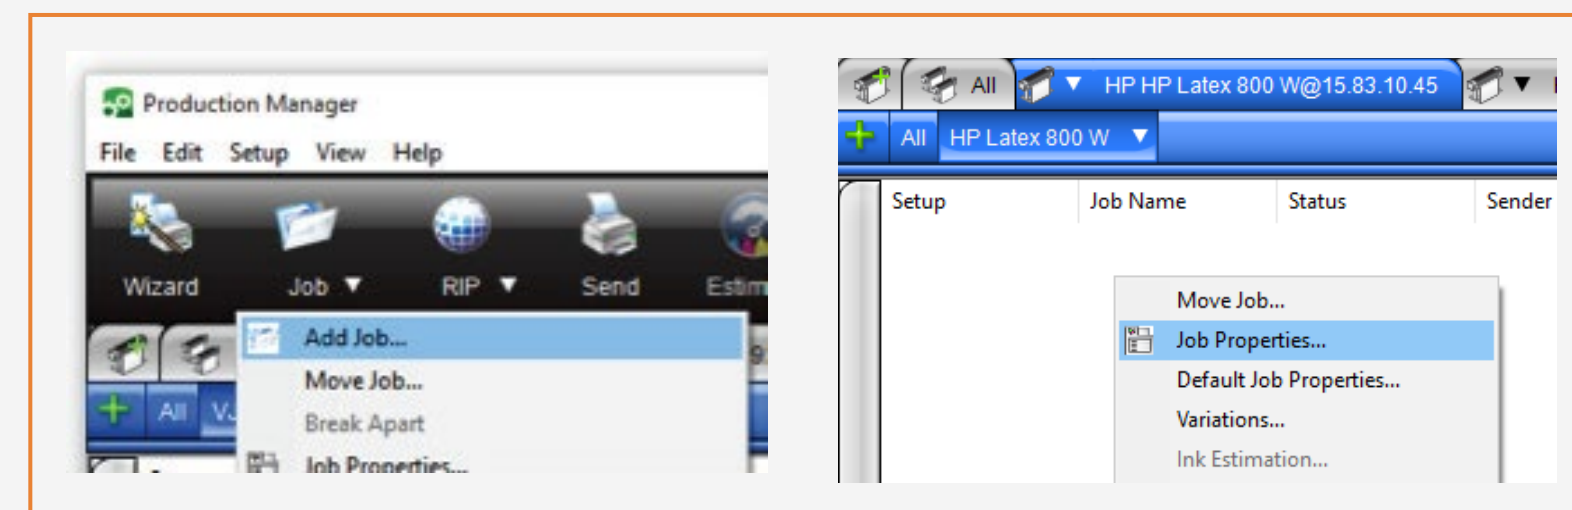 Production Manager
File Edit Setup View Help
Wizard Job RIP Send
Add Job...
Move Job...
Break Apart
Job Properties...
All
All HP HP Latex 800 W@15.83.10.45
All HP Latex 800 W
Setup Job Name Status Sender
Move Job...
Job Properties...
Default Job Properties...
Variations...
Ink Estimation...